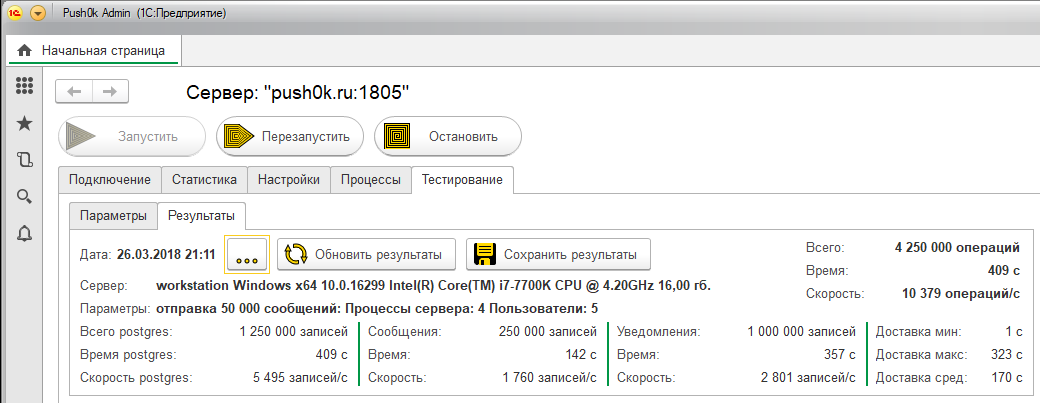 Push0k Admin (1С:Предприятие)
Начальная страница
Сервер: "push0k.ru:1805"
Запустить Перезапустить Остановить
Подключение Статистика Настройки Процессы Тестирование
Параметры Результаты
Дата: 26.03.2018 21:11 ... Обновить результаты Сохранить результаты
Всего: 4 250 000 операций
Время: 409 с
Скорость: 10 379 операций/с
Сервер: workstation Windows x64 10.0.16299 Intel(R) Core(TM) i7-7700K CPU @ 4.20GHz 16,00 гб.
Параметры: отправка 50 000 сообщений: Процессы сервера: 4 Пользователи: 5
Всего postgres: 1 250 000 записей Сообщения: 250 000 записей Уведомления: 1 000 000 записей Доставка мин: 1 с
Время postgres: 409 с Время: 142 с Время: 357 с Доставка макс: 323 с
Скорость postgres: 5 495 записей/с Скорость: 1 760 записей/с Скорость: 2 801 записей/с Доставка сред: 170 с